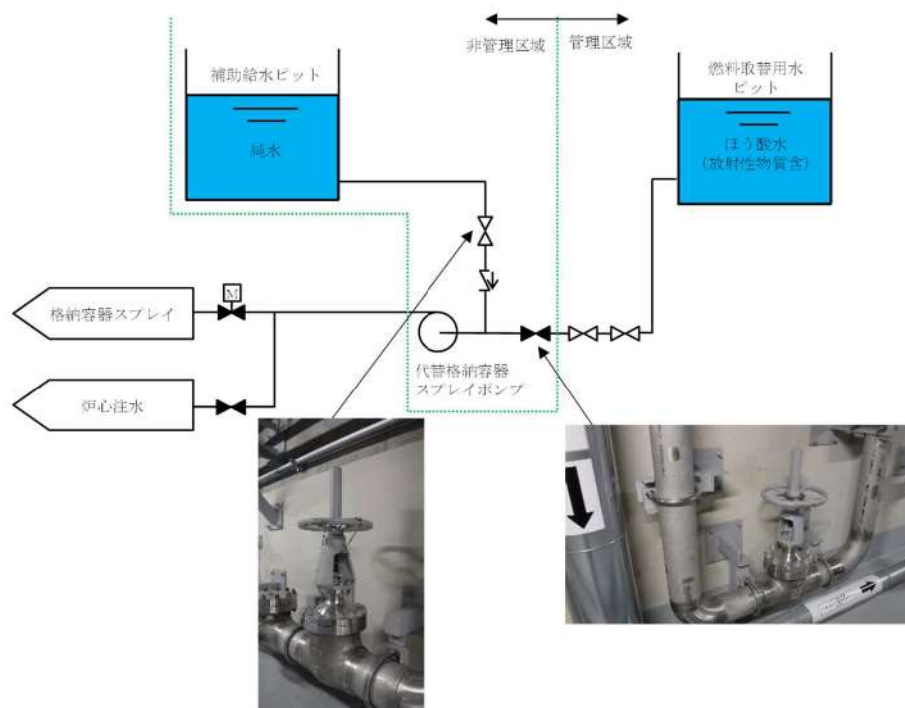 非管理区域
管理区域
補助給水ピット
純水
燃料取替用水
ピット
ほう酸水
（放射性物質含）
M
格納容器スプレイ
代替格納容器
スプレイポンプ
炉心注水